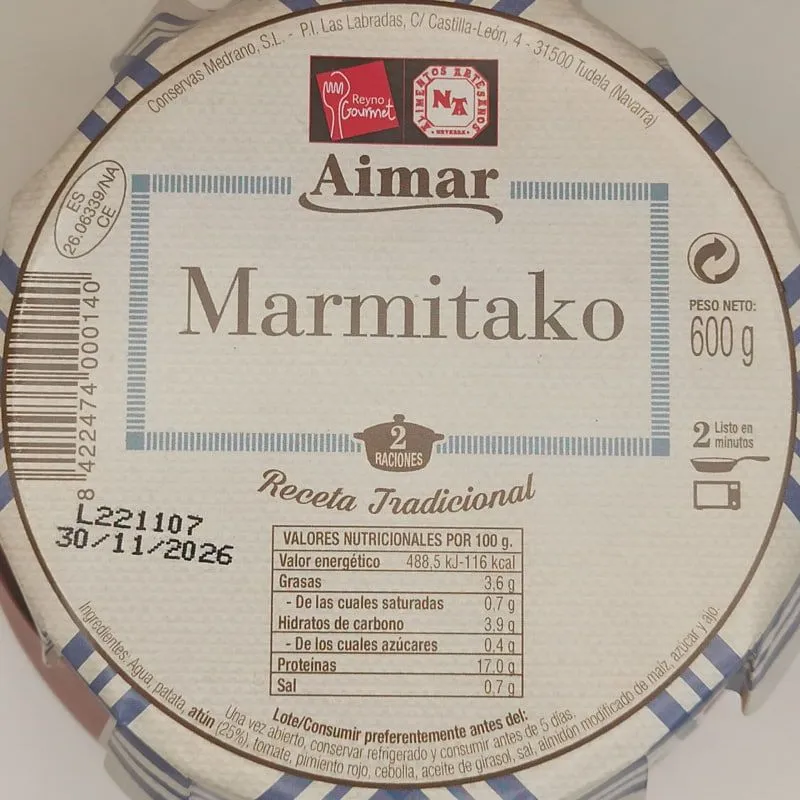 Conservas Medrano, S.L. - P.I. Las Labradas, C/ Castilla-León, 4 - 31500 Tudela (Navarra)
Reyno
Gourmet
ALIMENTOS ARTESANOS
NA
NAVARRA
Aimar
ES
26.06339/NA
CE
Marmitako
8 422474 000140
PESO NETO:
600 g
2 Listo en
minutos
2
RACIONES
Receta Tradicional
L221107
30/11/2026
VALORES NUTRICIONALES POR 100 g.
Valor energético 488,5 kJ-116 kcal
Grasas 3,6 g
- De las cuales saturadas 0,7 g
Hidratos de carbono 3,9 g
- De los cuales azúcares 0,4 g
Proteínas 17,0 g
Sal 0,7 g
Lote/Consumir preferentemente antes del:
Una vez abierto, conservar refrigerado y consumir antes de 5 días.
Ingredientes: Agua, patata, atún (25%), tomate, pimiento rojo, cebolla, aceite de girasol, sal, almidón modificado de maíz, azúcar y ajo.